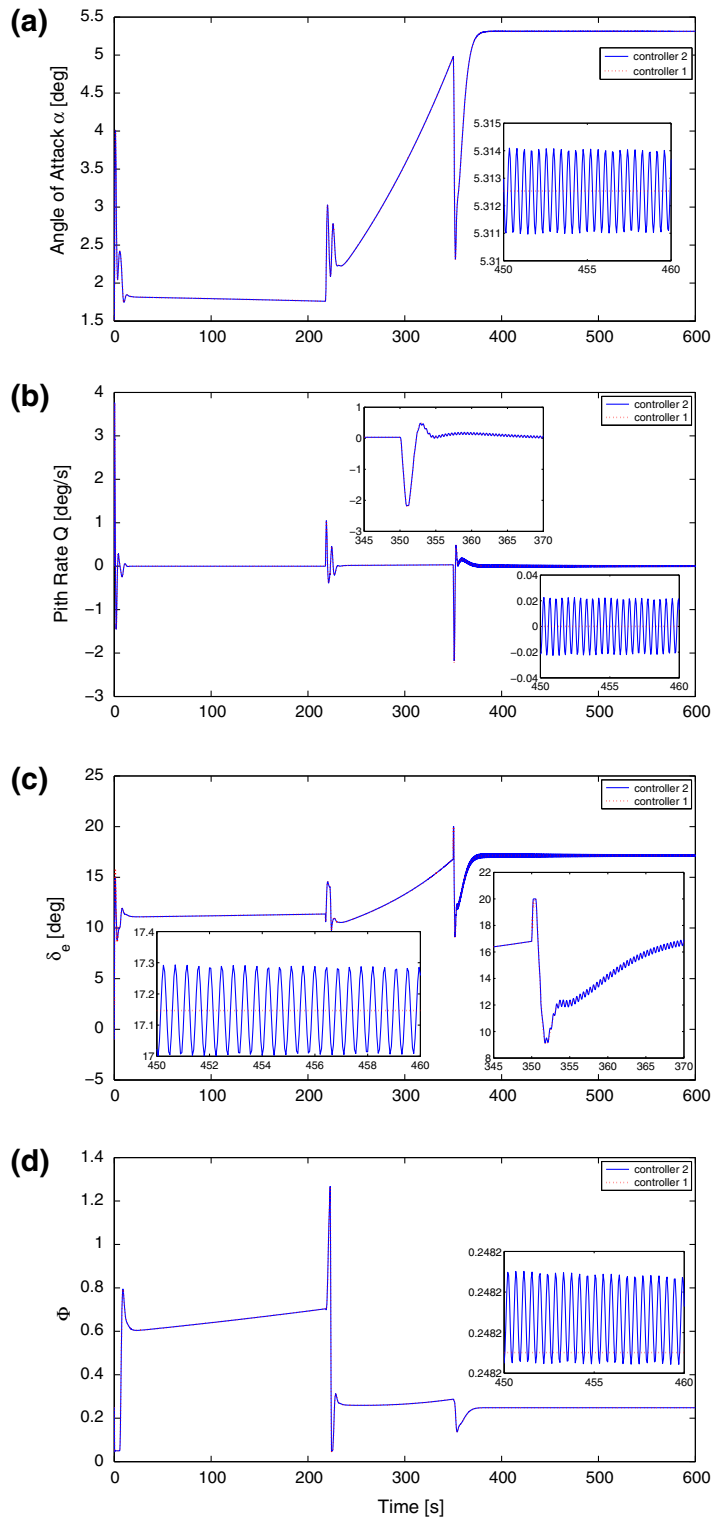 (a)
Angle of Attack α [deg]
5.5
5
4.5
4
3.5
3
2.5
2
1.5
0 100 200 300 400 500 600
controller 2
controller 1
5.315
5.314
5.313
5.312
5.311
5.31
450 455 460
(b)
Pith Rate Q [deg/s]
4
3
2
1
0
−1
−2
−3
0 100 200 300 400 500 600
controller 2
controller 1
1
0
−1
−2
−3
345 350 355 360 365 370
0.04
0.02
0
−0.02
−0.04
450 455 460
(c)
δe [deg]
25
20
15
10
5
0
−5
0 100 200 300 400 500 600
controller 2
controller 1
17.4
17.3
17.2
17.1
17
450 452 454 456 458 460
22
20
18
16
14
12
10
8
345 350 355 360 365 370
(d)
Φ
1.4
1.2
1
0.8
0.6
0.4
0.2
0
0 100 200 300 400 500 600
controller 2
controller 1
0.2482
0.2482
0.2482
0.2482
450 455 460
Time [s]